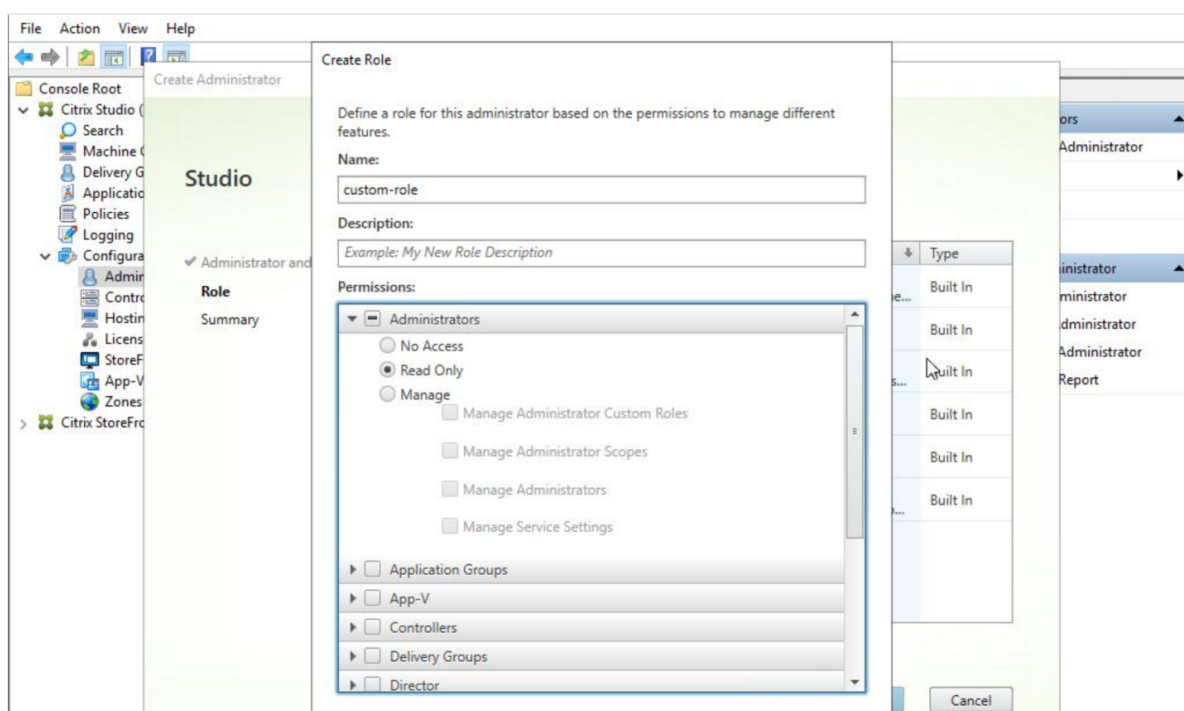 File Action View Help
Create Role
Create Administrator
Console Root
Citrix Studio (
Search
Machine C
Delivery G
Applicatio
Policies
Logging
Configura
Admin
Contro
Hostin
Licens
StoreF
App-V
Zones
Citrix StoreFro
Studio
Administrator and
Role
Summary
Define a role for this administrator based on the permissions to manage different
features.
Name:
custom-role
Description:
Example: My New Role Description
Permissions:
Administrators
No Access
Read Only
Manage
Manage Administrator Custom Roles
Manage Administrator Scopes
Manage Administrators
Manage Service Settings
Application Groups
App-V
Controllers
Delivery Groups
Director
Type
e... Built In
Built In
s... Built In
Built In
Built In
Built In
Cancel
ors
Administrator
inistrator
ministrator
dministrator
Administrator
Report